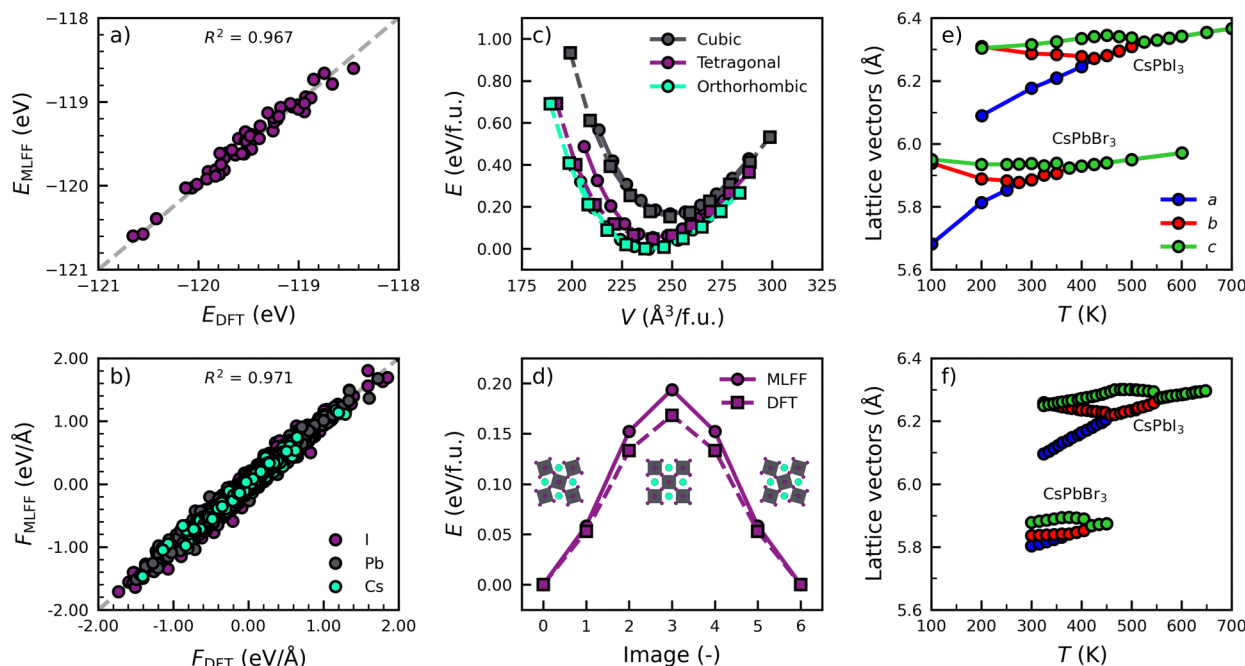 a)
R² = 0.967
−118
−119
−120
−121
E_MLFF (eV)
−121 −120 −119 −118
E_DFT (eV)
c)
Cubic
Tetragonal
Orthorhombic
1.00
0.80
0.60
0.40
0.20
0.00
E (eV/f.u.)
175 200 225 250 275 300 325
V (Å³/f.u.)
e)
CsPbI₃
CsPbBr₃
a
b
c
6.4
6.2
6.0
5.8
5.6
Lattice vectors (Å)
100 200 300 400 500 600 700
T (K)
b)
R² = 0.971
2.00
1.00
0.00
-1.00
-2.00
F_MLFF (eV/Å)
I
Pb
Cs
-2.00 -1.00 0.00 1.00 2.00
F_DFT (eV/Å)
d)
MLFF
DFT
0.20
0.15
0.10
0.05
0.00
E (eV/f.u.)
0 1 2 3 4 5 6
Image (-)
f)
CsPbI₃
CsPbBr₃
6.4
6.2
6.0
5.8
5.6
Lattice vectors (Å)
100 200 300 400 500 600 700
T (K)